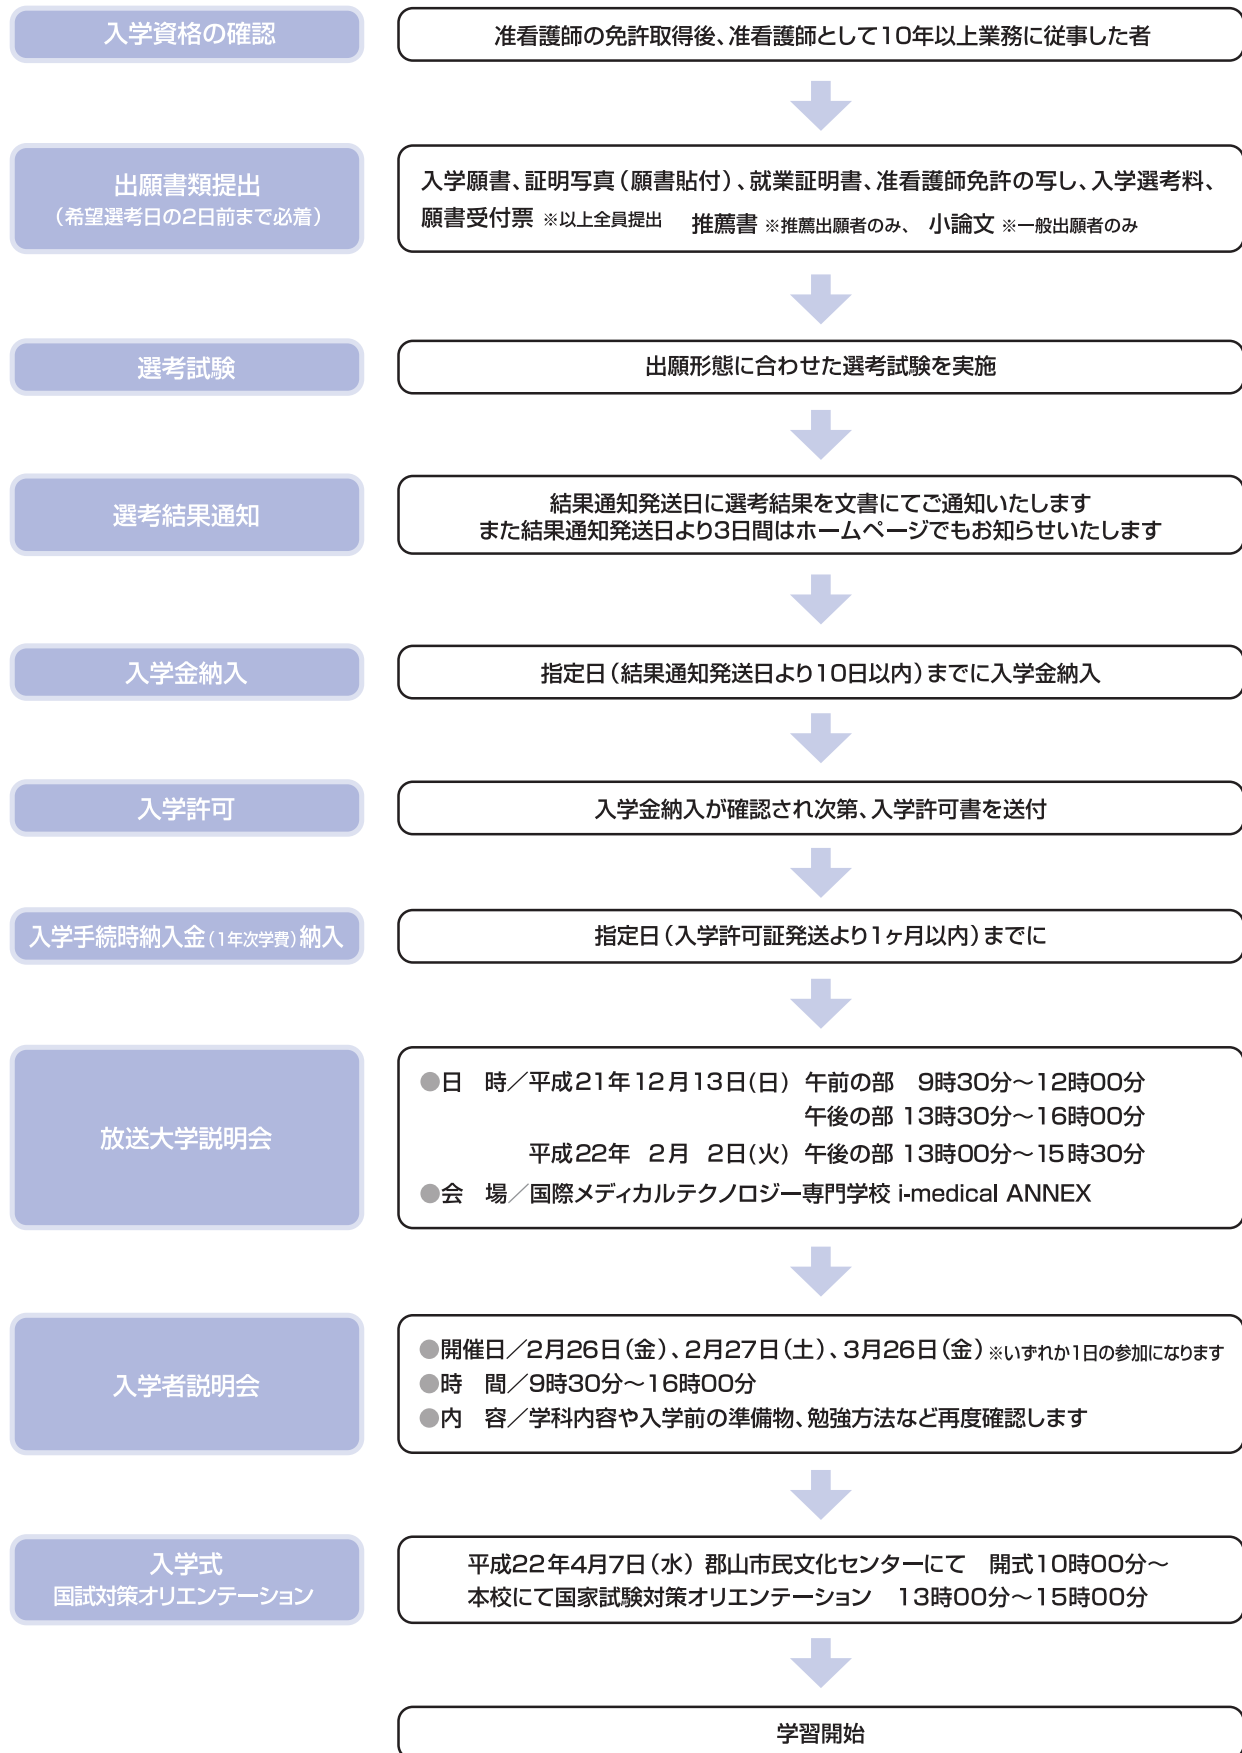 入学資格の確認
准看護師の免許取得後、准看護師として10年以上業務に従事した者
出願書類提出
（希望選考日の2日前まで必着）
入学願書、証明写真（願書貼付）、就業証明書、准看護師免許の写し、入学選考料、
願書受付票 ※以上全員提出　推薦書 ※推薦出願者のみ、　小論文 ※一般出願者のみ
選考試験
出願形態に合わせた選考試験を実施
選考結果通知
結果通知発送日に選考結果を文書にてご通知いたします
また結果通知発送日より3日間はホームページでもお知らせいたします
入学金納入
指定日（結果通知発送日より10日以内）までに入学金納入
入学許可
入学金納入が確認され次第、入学許可書を送付
入学手続時納入金（1年次学費）納入
指定日（入学許可証発送より1ヶ月以内）までに
放送大学説明会
●日　時／平成21年12月13日(日) 午前の部　9時30分～12時00分
午後の部 13時30分～16時00分
平成22年 2月 2日(火) 午後の部 13時00分～15時30分
●会　場／国際メディカルテクノロジー専門学校 i-medical ANNEX
入学者説明会
●開催日／2月26日（金）、2月27日（土）、3月26日（金）※いずれか1日の参加になります
●時　間／9時30分～16時00分
●内　容／学科内容や入学前の準備物、勉強方法など再度確認します
入学式
国試対策オリエンテーション
平成22年4月7日（水）郡山市民文化センターにて　開式10時00分～
本校にて国家試験対策オリエンテーション　13時00分～15時00分
学習開始